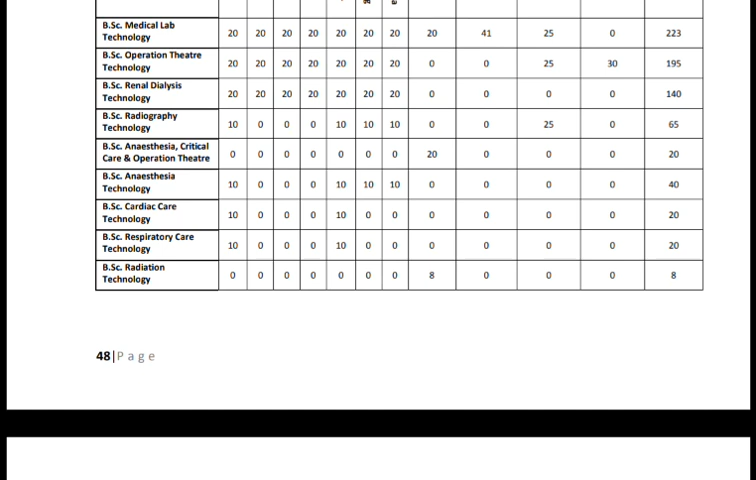 B.Sc. Medical Lab
Technology 20 20 20 20 20 20 20 20 41 25 0 223
B.Sc. Operation Theatre
Technology 20 20 20 20 20 20 20 0 0 25 30 195
B.Sc. Renal Dialysis
Technology 20 20 20 20 20 20 20 0 0 0 0 140
B.Sc. Radiography
Technology 10 0 0 0 10 10 10 0 0 25 0 65
B.Sc. Anaesthesia, Critical
Care & Operation Theatre 0 0 0 0 0 0 0 20 0 0 0 20
B.Sc. Anaesthesia
Technology 10 0 0 0 10 10 10 0 0 0 0 40
B.Sc. Cardiac Care
Technology 10 0 0 0 10 0 0 0 0 0 0 20
B.Sc. Respiratory Care
Technology 10 0 0 0 10 0 0 0 0 0 0 20
B.Sc. Radiation
Technology 0 0 0 0 0 0 0 8 0 0 0 8
48|Page